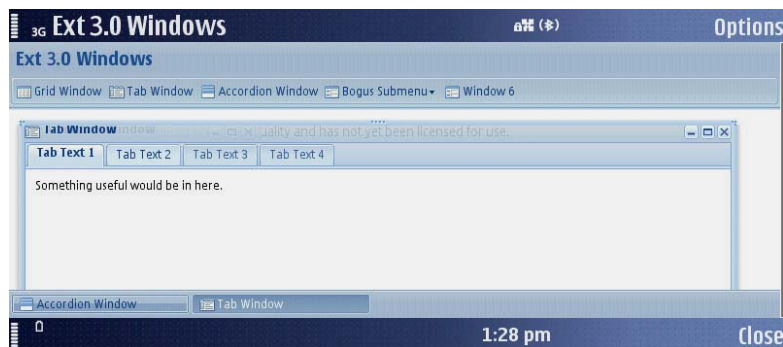 3G Ext 3.0 Windows Options
Ext 3.0 Windows
Grid Window Tab Window Accordion Window Bogus Submenu Window 6
Tab Window uality and has not yet been licensed for use.
Tab Text 1 Tab Text 2 Tab Text 3 Tab Text 4
Something useful would be in here.
Accordion Window Tab Window
1:28 pm Close